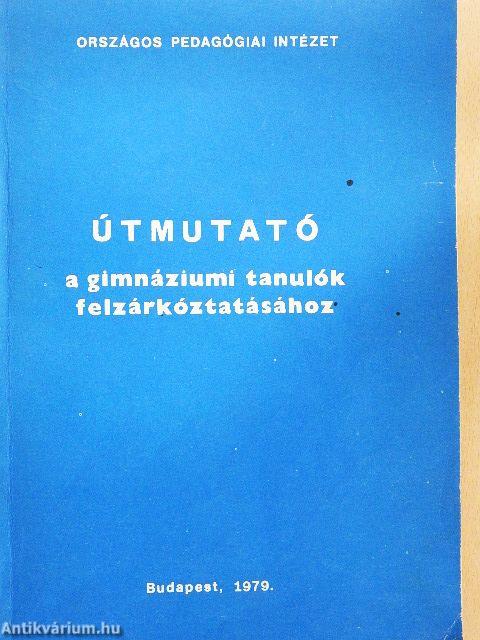 ORSZÁGOS PEDAGÓGIAI INTÉZET
ÚTMUTATÓ
a gimnáziumi tanulók
felzárkóztatásához
Budapest, 1979.
Antikvárium.hu